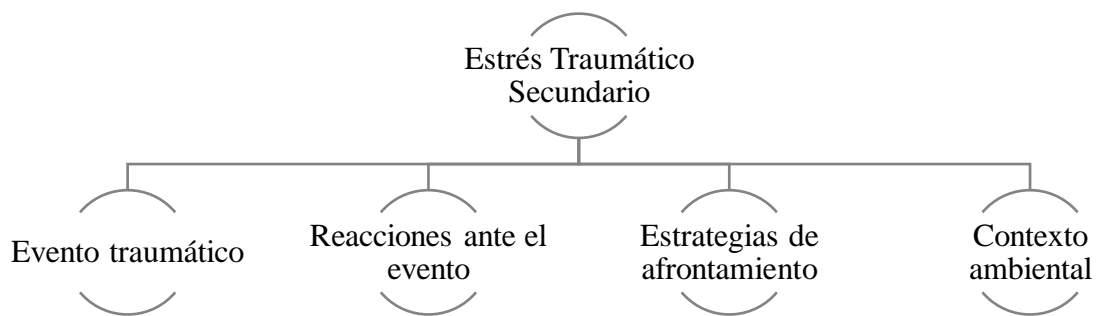 Estrés Traumático
Secundario
Evento traumático
Reacciones ante el
evento
Estrategias de
afrontamiento
Contexto
ambiental